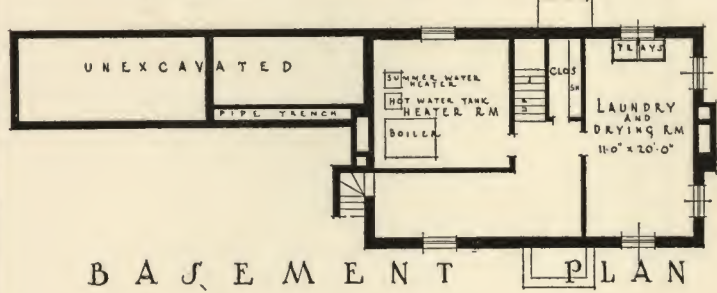 UNEXCAVATED
PIPE TRENCH
SUMMER WATER
HEATER
HOT WATER TANK
HEATER RM
BOILER
CLOS
SH
TRAYS
LAUNDRY
AND
DRYING RM
11'-0" x 20'-0"
BASEMENT PLAN